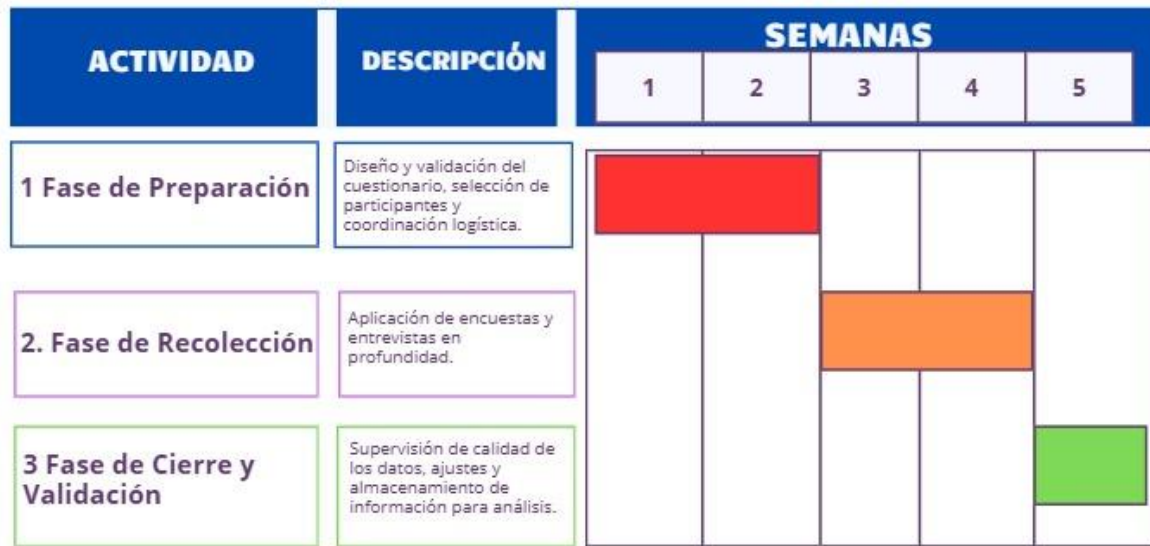 ACTIVIDAD
DESCRIPCIÓN
SEMANAS
1 2 3 4 5
1 Fase de Preparación
Diseño y validación del
cuestionario, selección de
participantes y
coordinación logística.
2. Fase de Recolección
Aplicación de encuestas y
entrevistas en
profundidad.
3 Fase de Cierre y
Validación
Supervisión de calidad de
los datos, ajustes y
almacenamiento de
información para análisis.